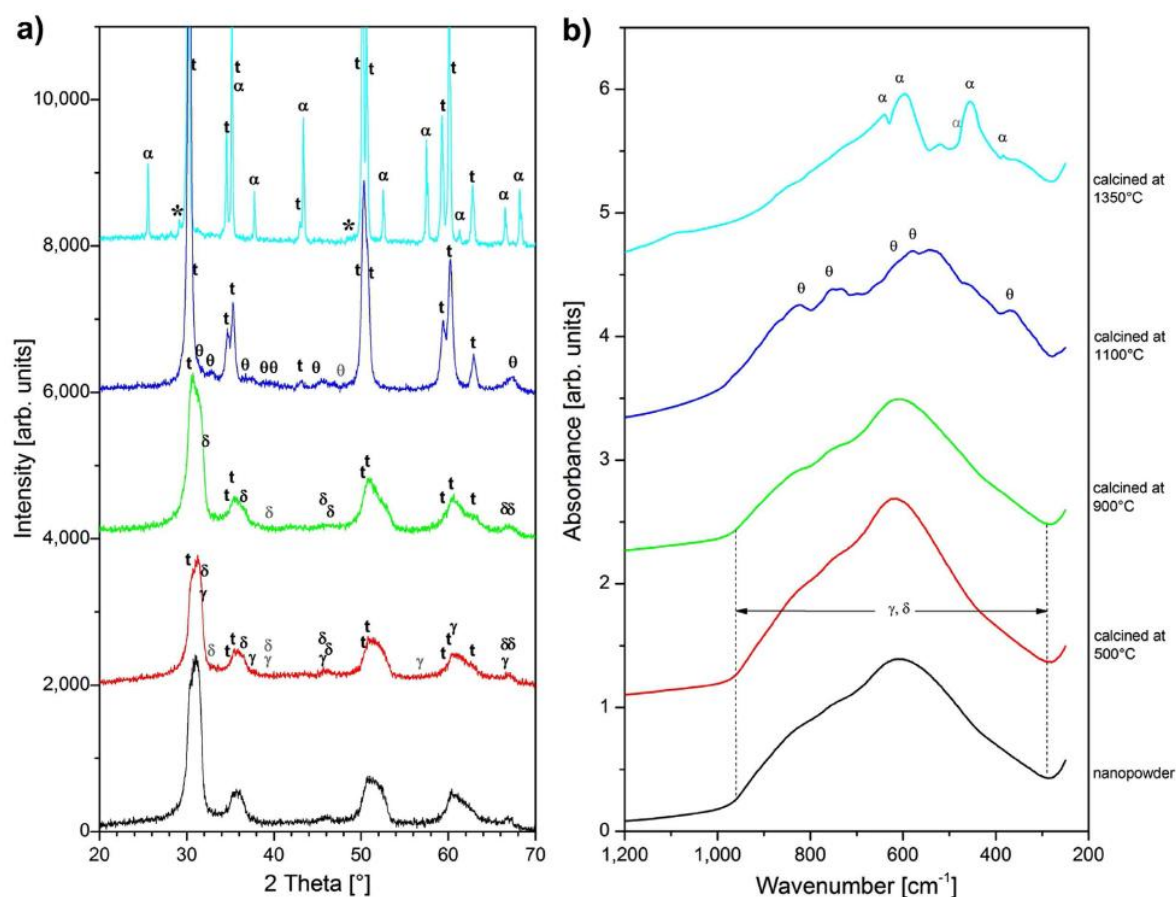 a)
Intensity [arb. units]
10,000
8,000
6,000
4,000
2,000
0
20 30 40 50 60 70
2 Theta [°]
t t t t t
α
α t α t α t
α * t α t t * α α t α t α α
t t t
t t t
t θ θ θ θθ t θ θ t θ
δ t t δ δ δ δ t t t t t δδ
t δ γ
δ t t δ γ δ γ δ γ δ t t γ t γ t t δδ γ
b)
Absorbance [arb. units]
6
5
4
3
2
1
0
1,200 1,000 800 600 400 200
Wavenumber [cm-1]
α α α α α
θ θ θ θ θ
γ, δ
calcined at
1350°C
calcined at
1100°C
calcined at
900°C
calcined at
500°C
nanopowder